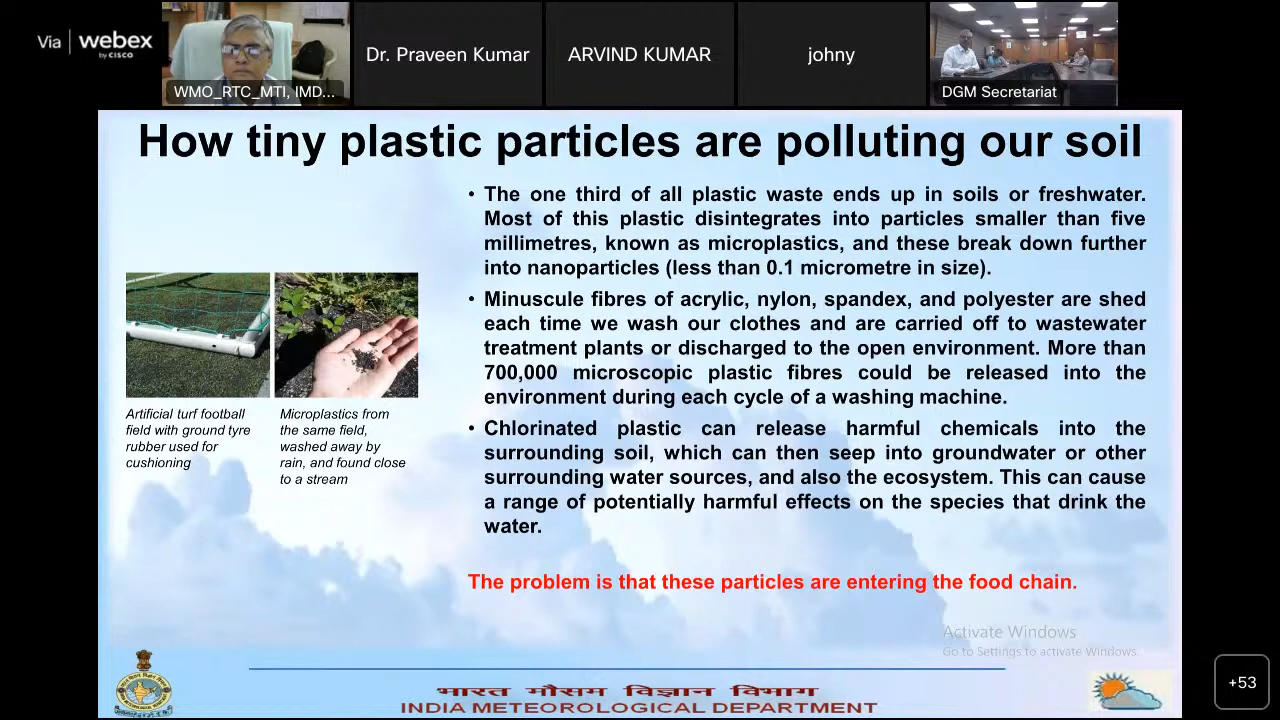 Via webex
by CISCO
WMO_RTC_MTI, IMD...
Dr. Praveen Kumar
ARVIND KUMAR
johny
DGM Secretariat
How tiny plastic particles are polluting our soil
• The one third of all plastic waste ends up in soils or freshwater.
Most of this plastic disintegrates into particles smaller than five
millimetres, known as microplastics, and these break down further
into nanoparticles (less than 0.1 micrometre in size).
• Minuscule fibres of acrylic, nylon, spandex, and polyester are shed
each time we wash our clothes and are carried off to wastewater
treatment plants or discharged to the open environment. More than
700,000 microscopic plastic fibres could be released into the
environment during each cycle of a washing machine.
• Chlorinated plastic can release harmful chemicals into the
surrounding soil, which can then seep into groundwater or other
surrounding water sources, and also the ecosystem. This can cause
a range of potentially harmful effects on the species that drink the
water.
Artificial turf football
field with ground tyre
rubber used for
cushioning
Microplastics from
the same field,
washed away by
rain, and found close
to a stream
The problem is that these particles are entering the food chain.
Activate Windows
Go to Settings to activate Windows.
भारत मौसम विज्ञान विभाग
INDIA METEOROLOGICAL DEPARTMENT
+53